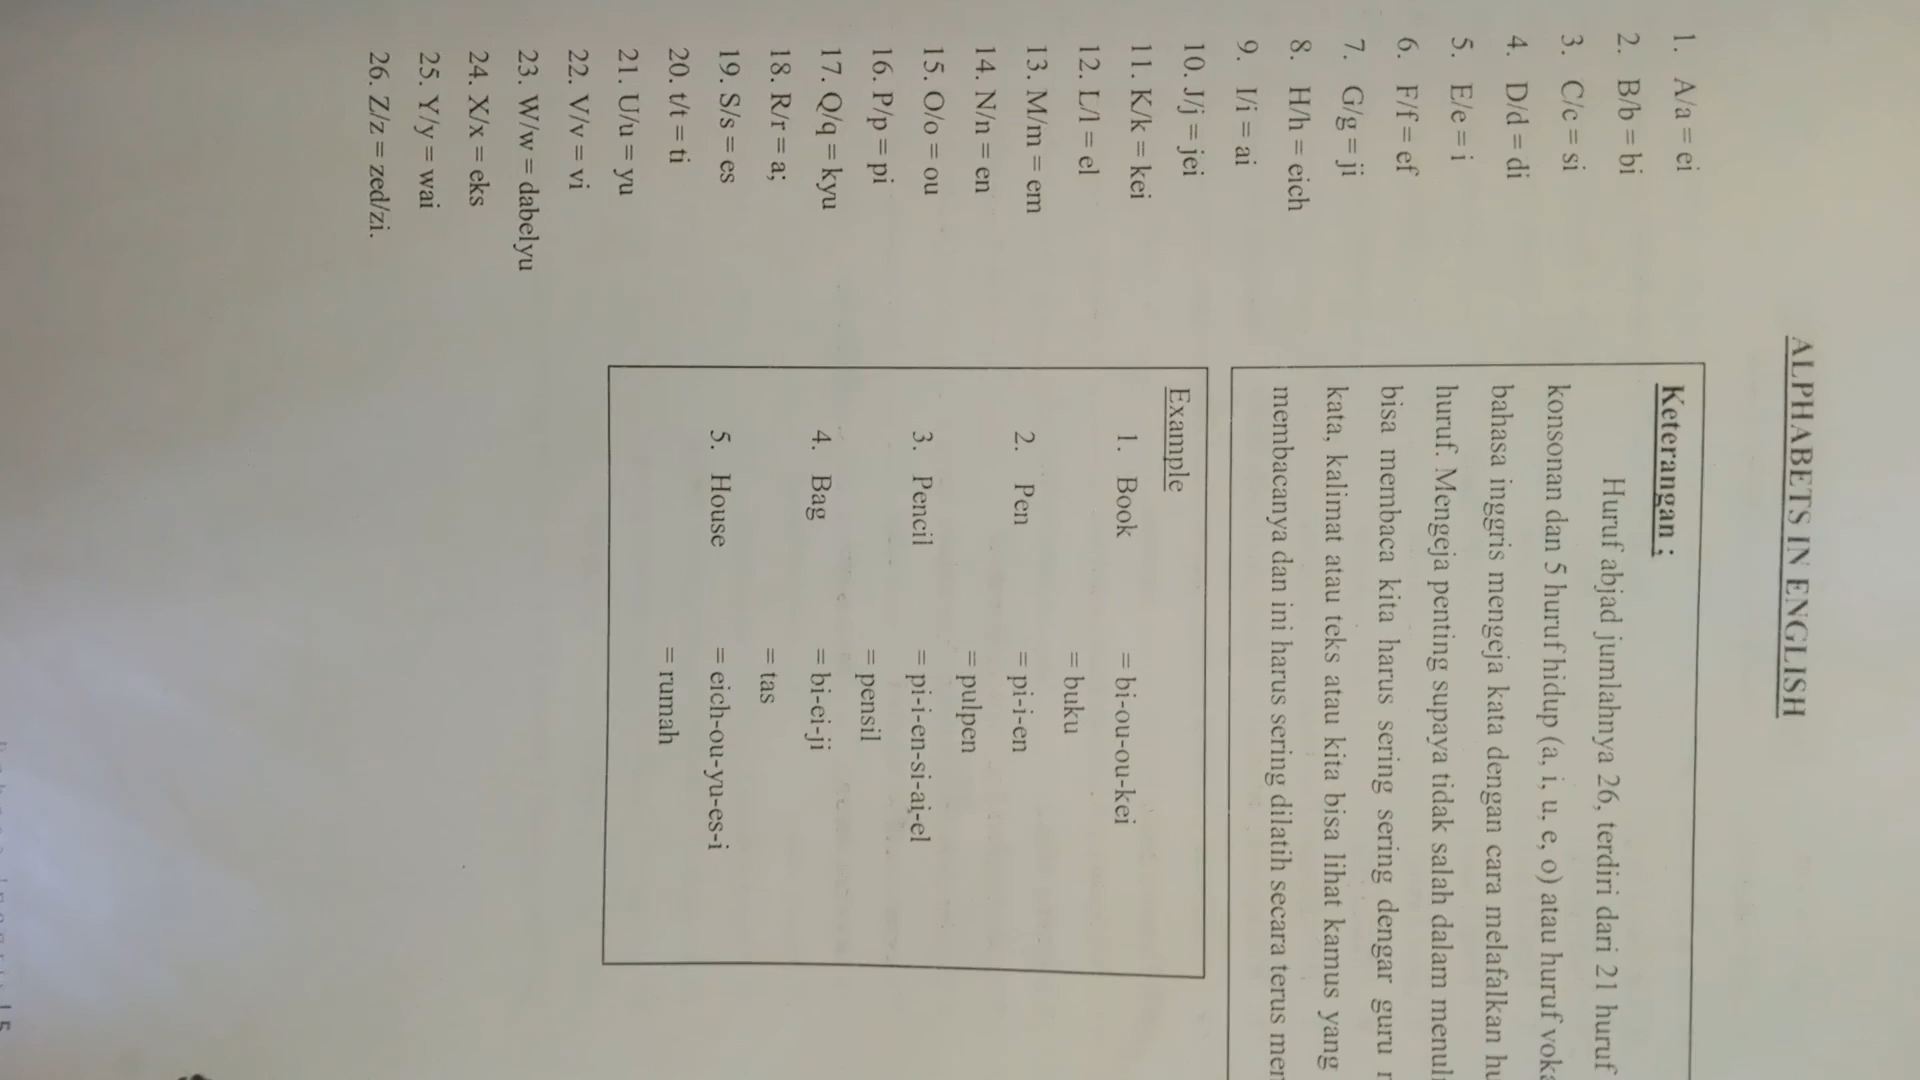 ALPHABETS IN ENGLISH
1. A/a = ei
2. B/b = bi
3. C/c = si
4. D/d = di
5. E/e = i
6. F/f = ef
7. G/g = ji
8. H/h = eich
9. I/i = ai
10. J/j = jei
11. K/k = kei
12. L/l = el
13. M/m = em
14. N/n = en
15. O/o = ou
16. P/p = pi
17. Q/q = kyu
18. R/r = a;
19. S/s = es
20. t/t = ti
21. U/u = yu
22. V/v = vi
23. W/w = dabelyu
24. X/x = eks
25. Y/y = wai
26. Z/z = zed/zi.
Keterangan :
Huruf abjad jumlahnya 26, terdiri dari 21 huruf
konsonan dan 5 huruf hidup (a, i, u, e, o) atau huruf
bahasa inggris mengeja kata dengan cara melafalkan
huruf. Mengeja penting supaya tidak salah dalam
bisa membaca kita harus sering sering dengar guru
kata, kalimat atau teks atau kita bisa lihat kamus yang
membacanya dan ini harus sering dilatih secara terus
Example
1. Book = bi-ou-ou-kei
= buku
2. Pen = pi-i-en
= pulpen
3. Pencil = pi-i-en-si-ai-el
= pensil
4. Bag = bi-ei-ji
= tas
5. House = eich-ou-yu-es-i
= rumah